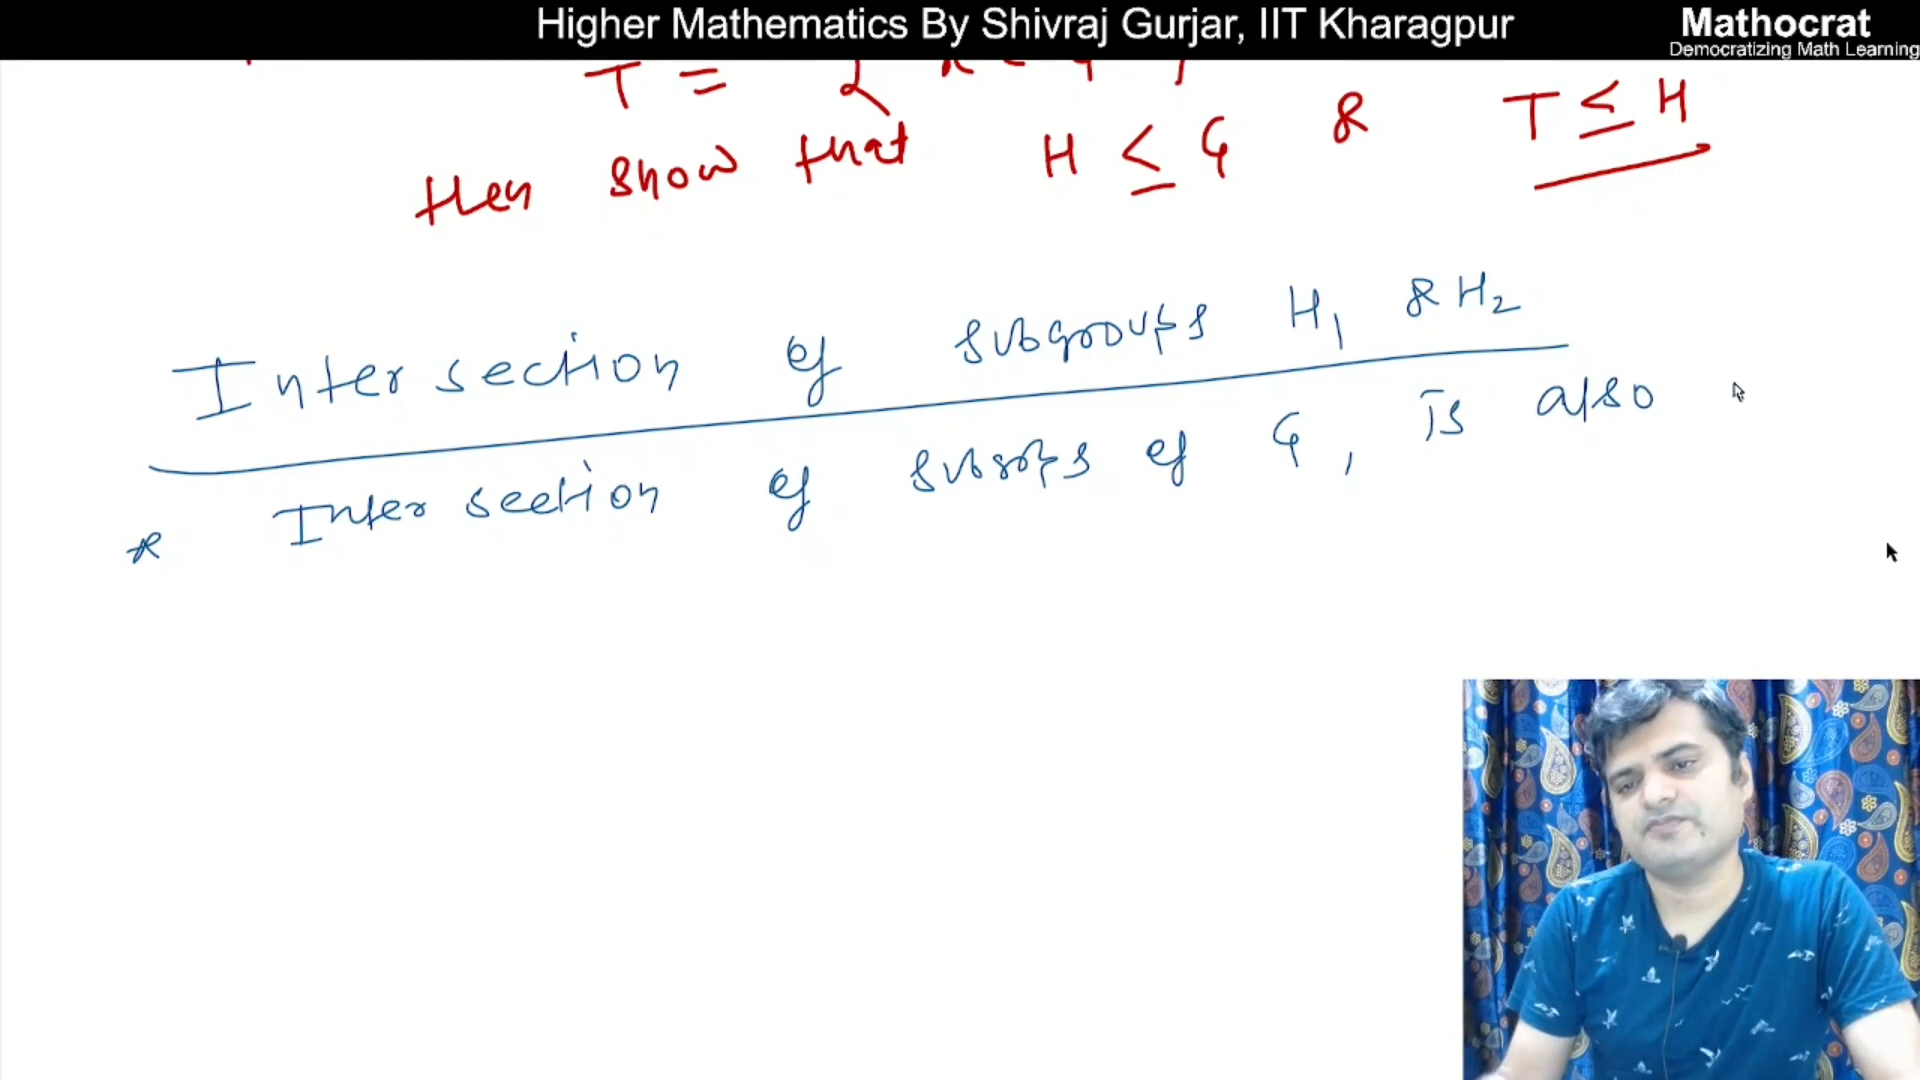 Higher Mathematics By Shivraj Gurjar, IIT Kharagpur
Mathocrat
Democratizing Math Learning
T =
then show that H ≤ G & T ≤ H
Intersection of subgroups H1 & H2
* Intersection of of G, is also